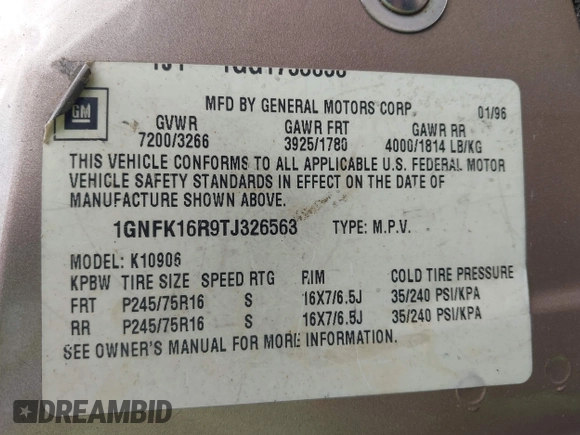 GM
MFD BY GENERAL MOTORS CORP. 01/96
GVWR GAWR FRT GAWR RR
7200/3266 3925/1780 4000/1814 LB/KG
THIS VEHICLE CONFORMS TO ALL APPLICABLE U.S. FEDERAL MOTOR
VEHICLE SAFETY STANDARDS IN EFFECT ON THE DATE OF
MANUFACTURE SHOWN ABOVE.
1GNFK16R9TJ326563 TYPE: M.P.V.
MODEL: K10906
KPBW TIRE SIZE SPEED RTG RIM COLD TIRE PRESSURE
FRT P245/75R16 S 16X7/6.5J 35/240 PSI/KPA
RR P245/75R16 S 16X7/6.5J 35/240 PSI/KPA
SEE OWNER'S MANUAL FOR MORE INFORMATION.
DREAMBID